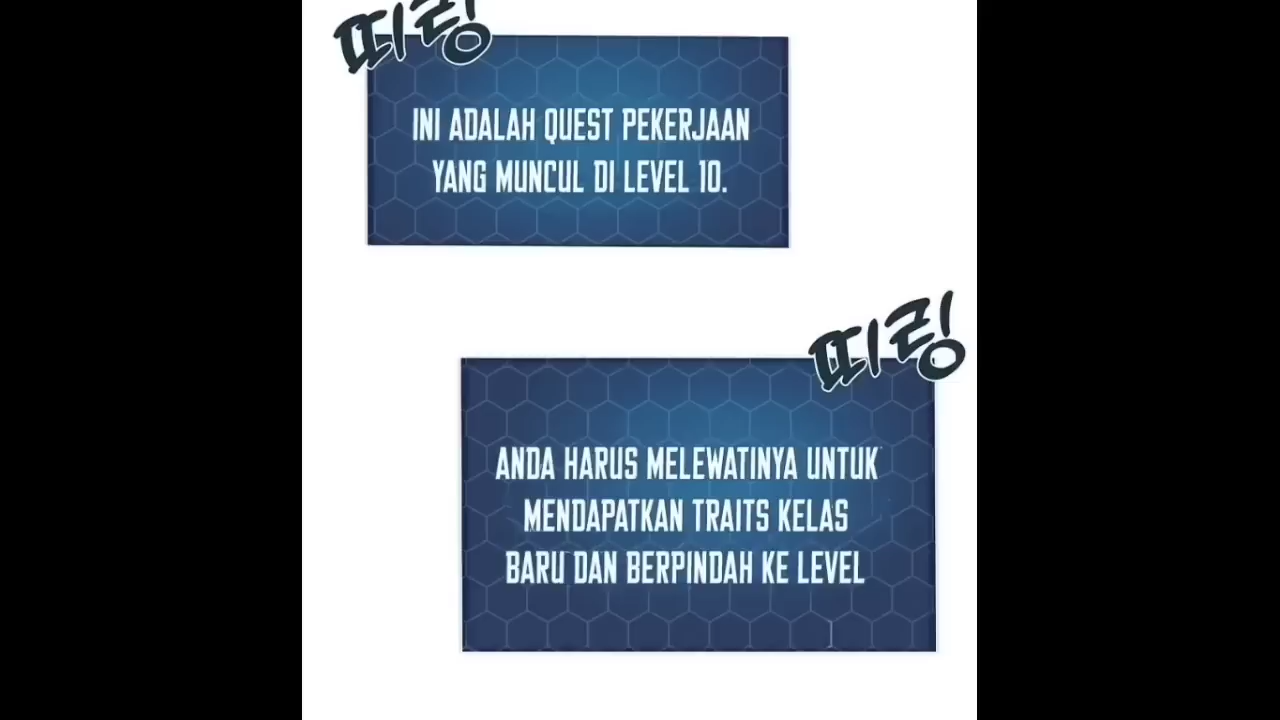 띠링
INI ADALAH QUEST PEKERJAAN
YANG MUNCUL DI LEVEL 10.
띠링
ANDA HARUS MELEWATINYA UNTUK
MENDAPATKAN TRAITS KELAS
BARU DAN BERPINDAH KE LEVEL